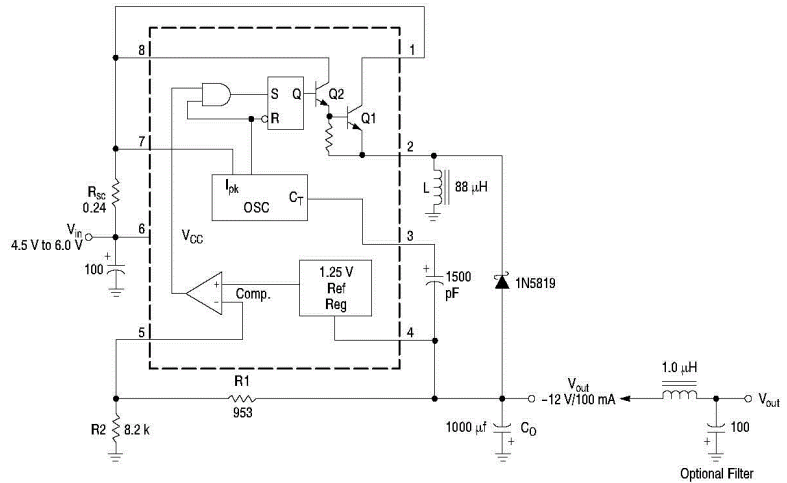 8
1
S
Q
Q2
R
Q1
7
2
Ipk
CT
OSC
L
88 μH
Rsc
0.24
Vin
4.5 V to 6.0 V
6
VCC
3
100
+
+
1500
pF
1N5819
+
−
Comp.
1.25 V
Ref
Reg
5
4
R1
953
R2
8.2 k
1000 μf
+
CO
Vout
−12 V/100 mA
1.0 μH
Vout
100
+
Optional Filter